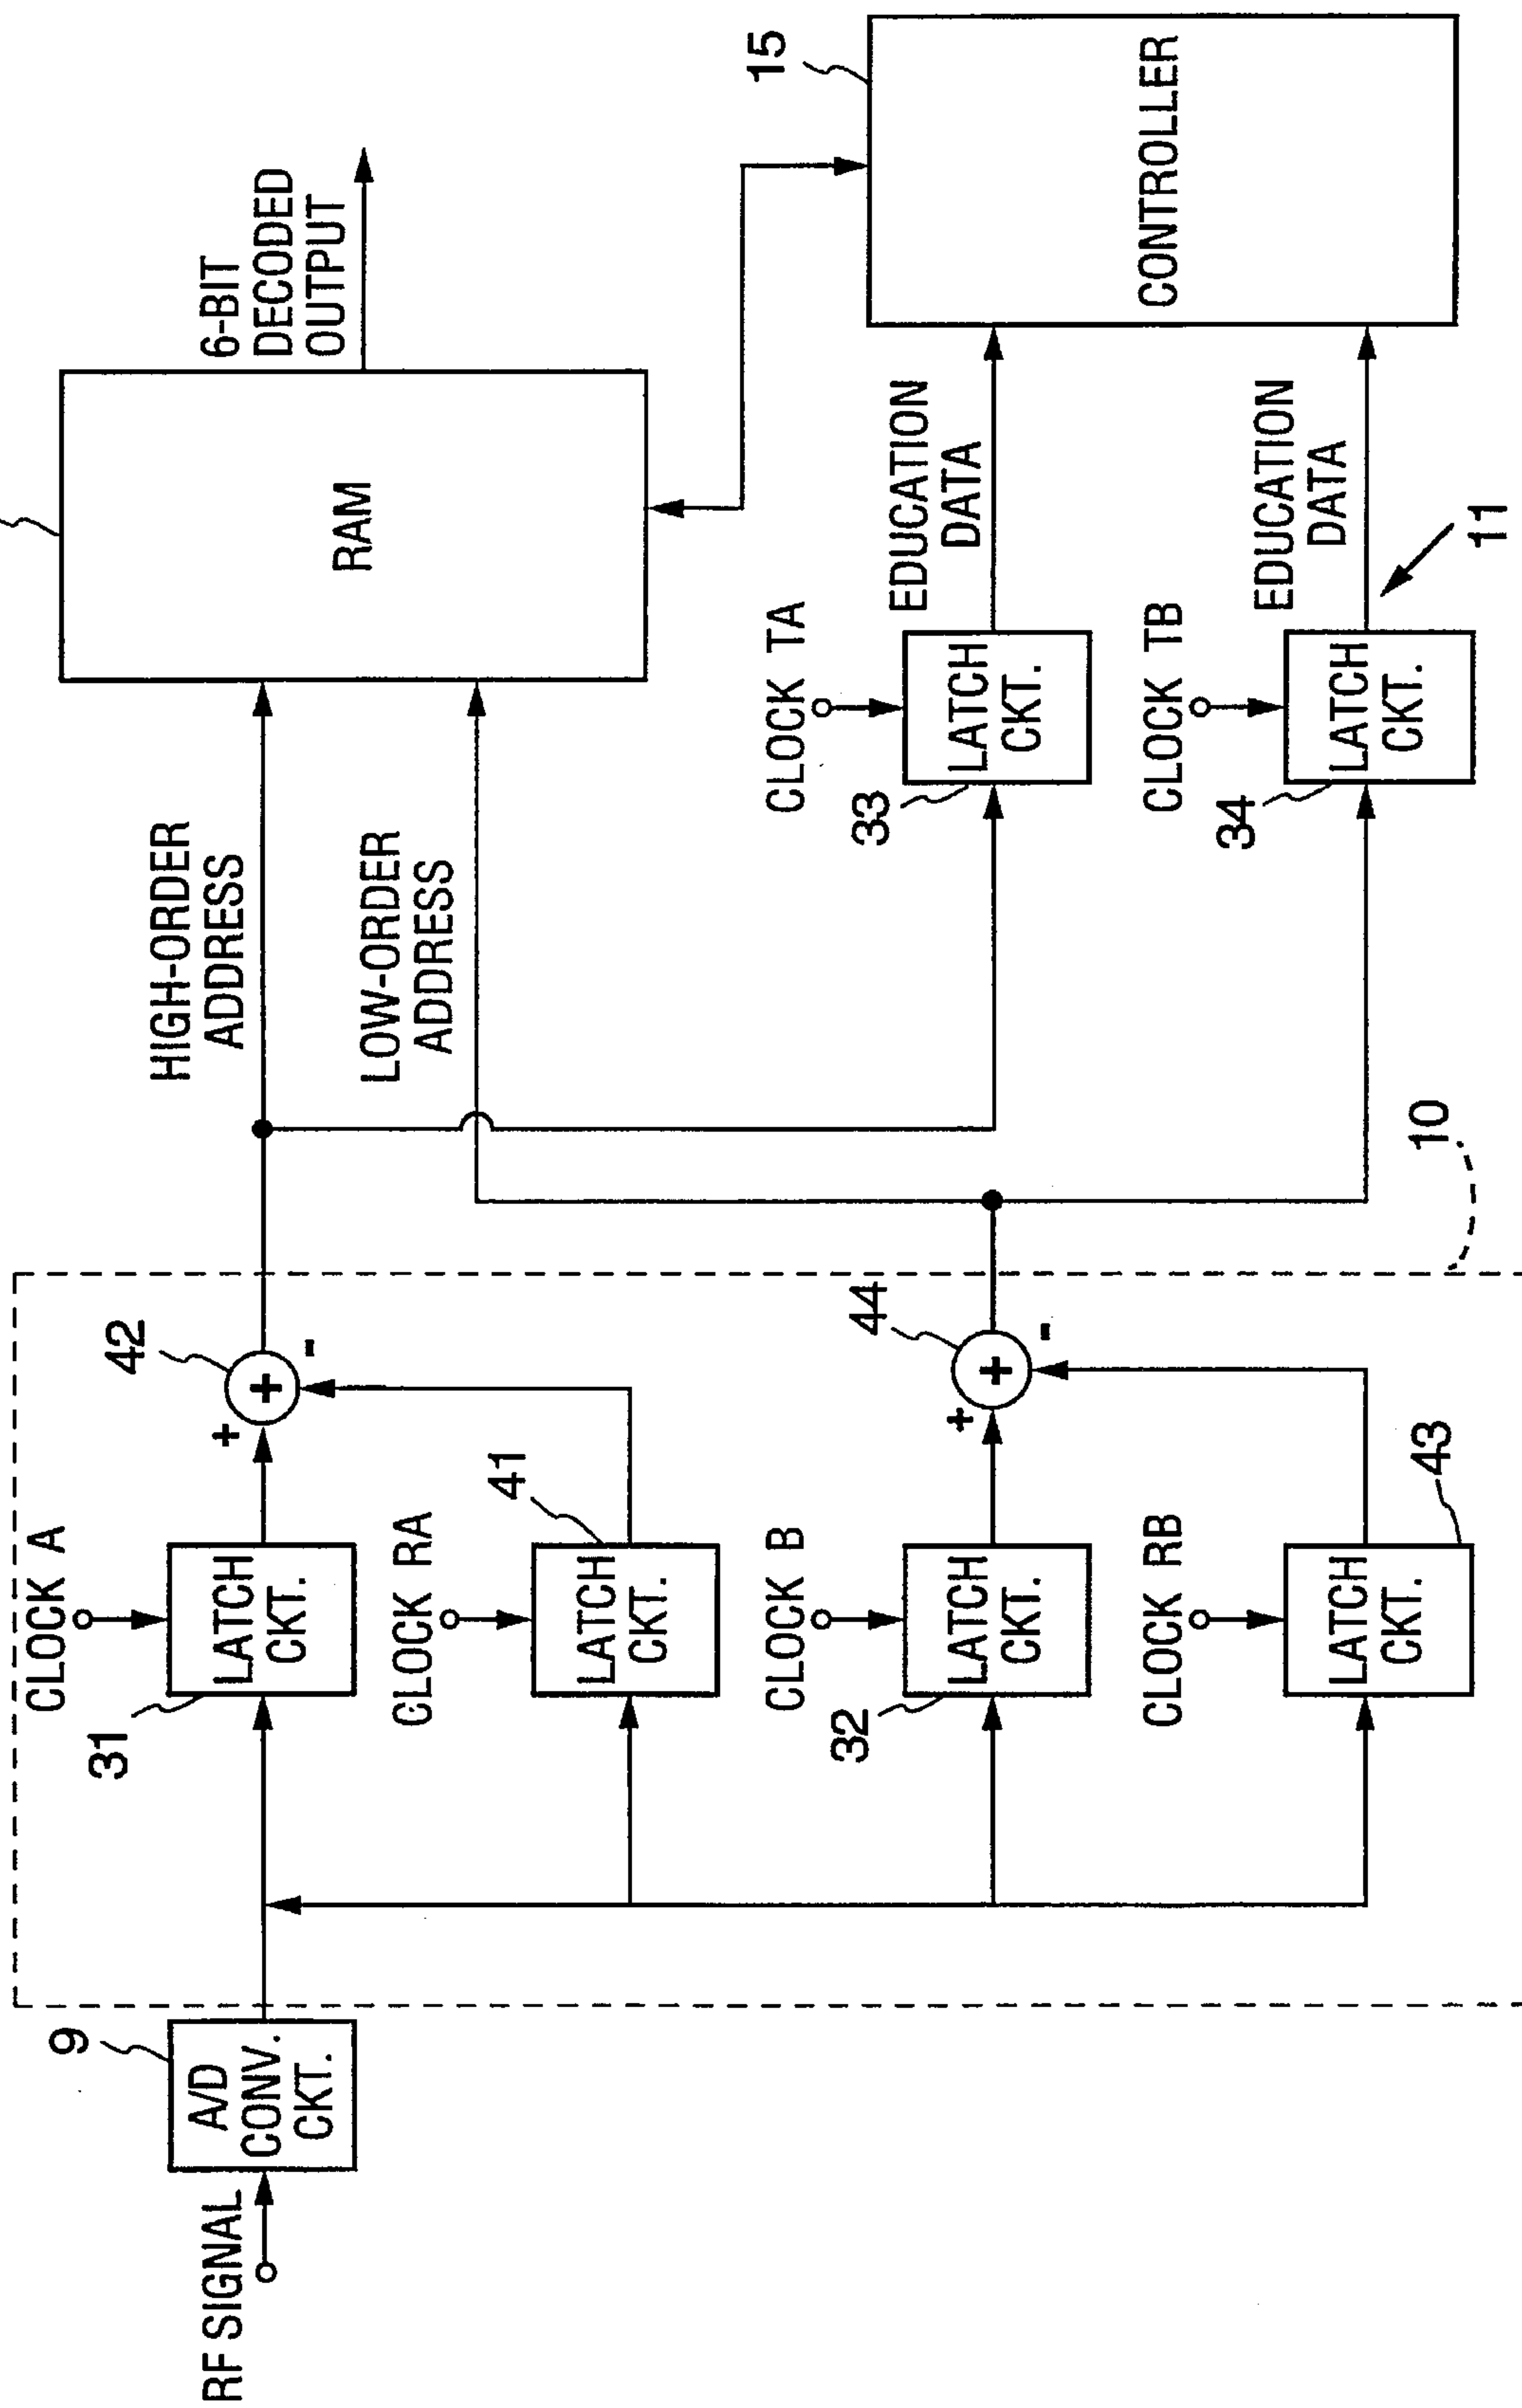 RF SIGNAL
9
A/D
CONV.
CKT.
CLOCK A
31
LATCH
CKT.
42
+
+
-
CLOCK RA
41
LATCH
CKT.
CLOCK B
32
LATCH
CKT.
44
+
+
-
CLOCK RB
43
LATCH
CKT.
10
HIGH-ORDER
ADDRESS
LOW-ORDER
ADDRESS
RAM
6-BIT
DECODED
OUTPUT
CLOCK TA
33
LATCH
CKT.
EDUCATION
DATA
CLOCK TB
34
LATCH
CKT.
EDUCATION
DATA
11
15
CONTROLLER